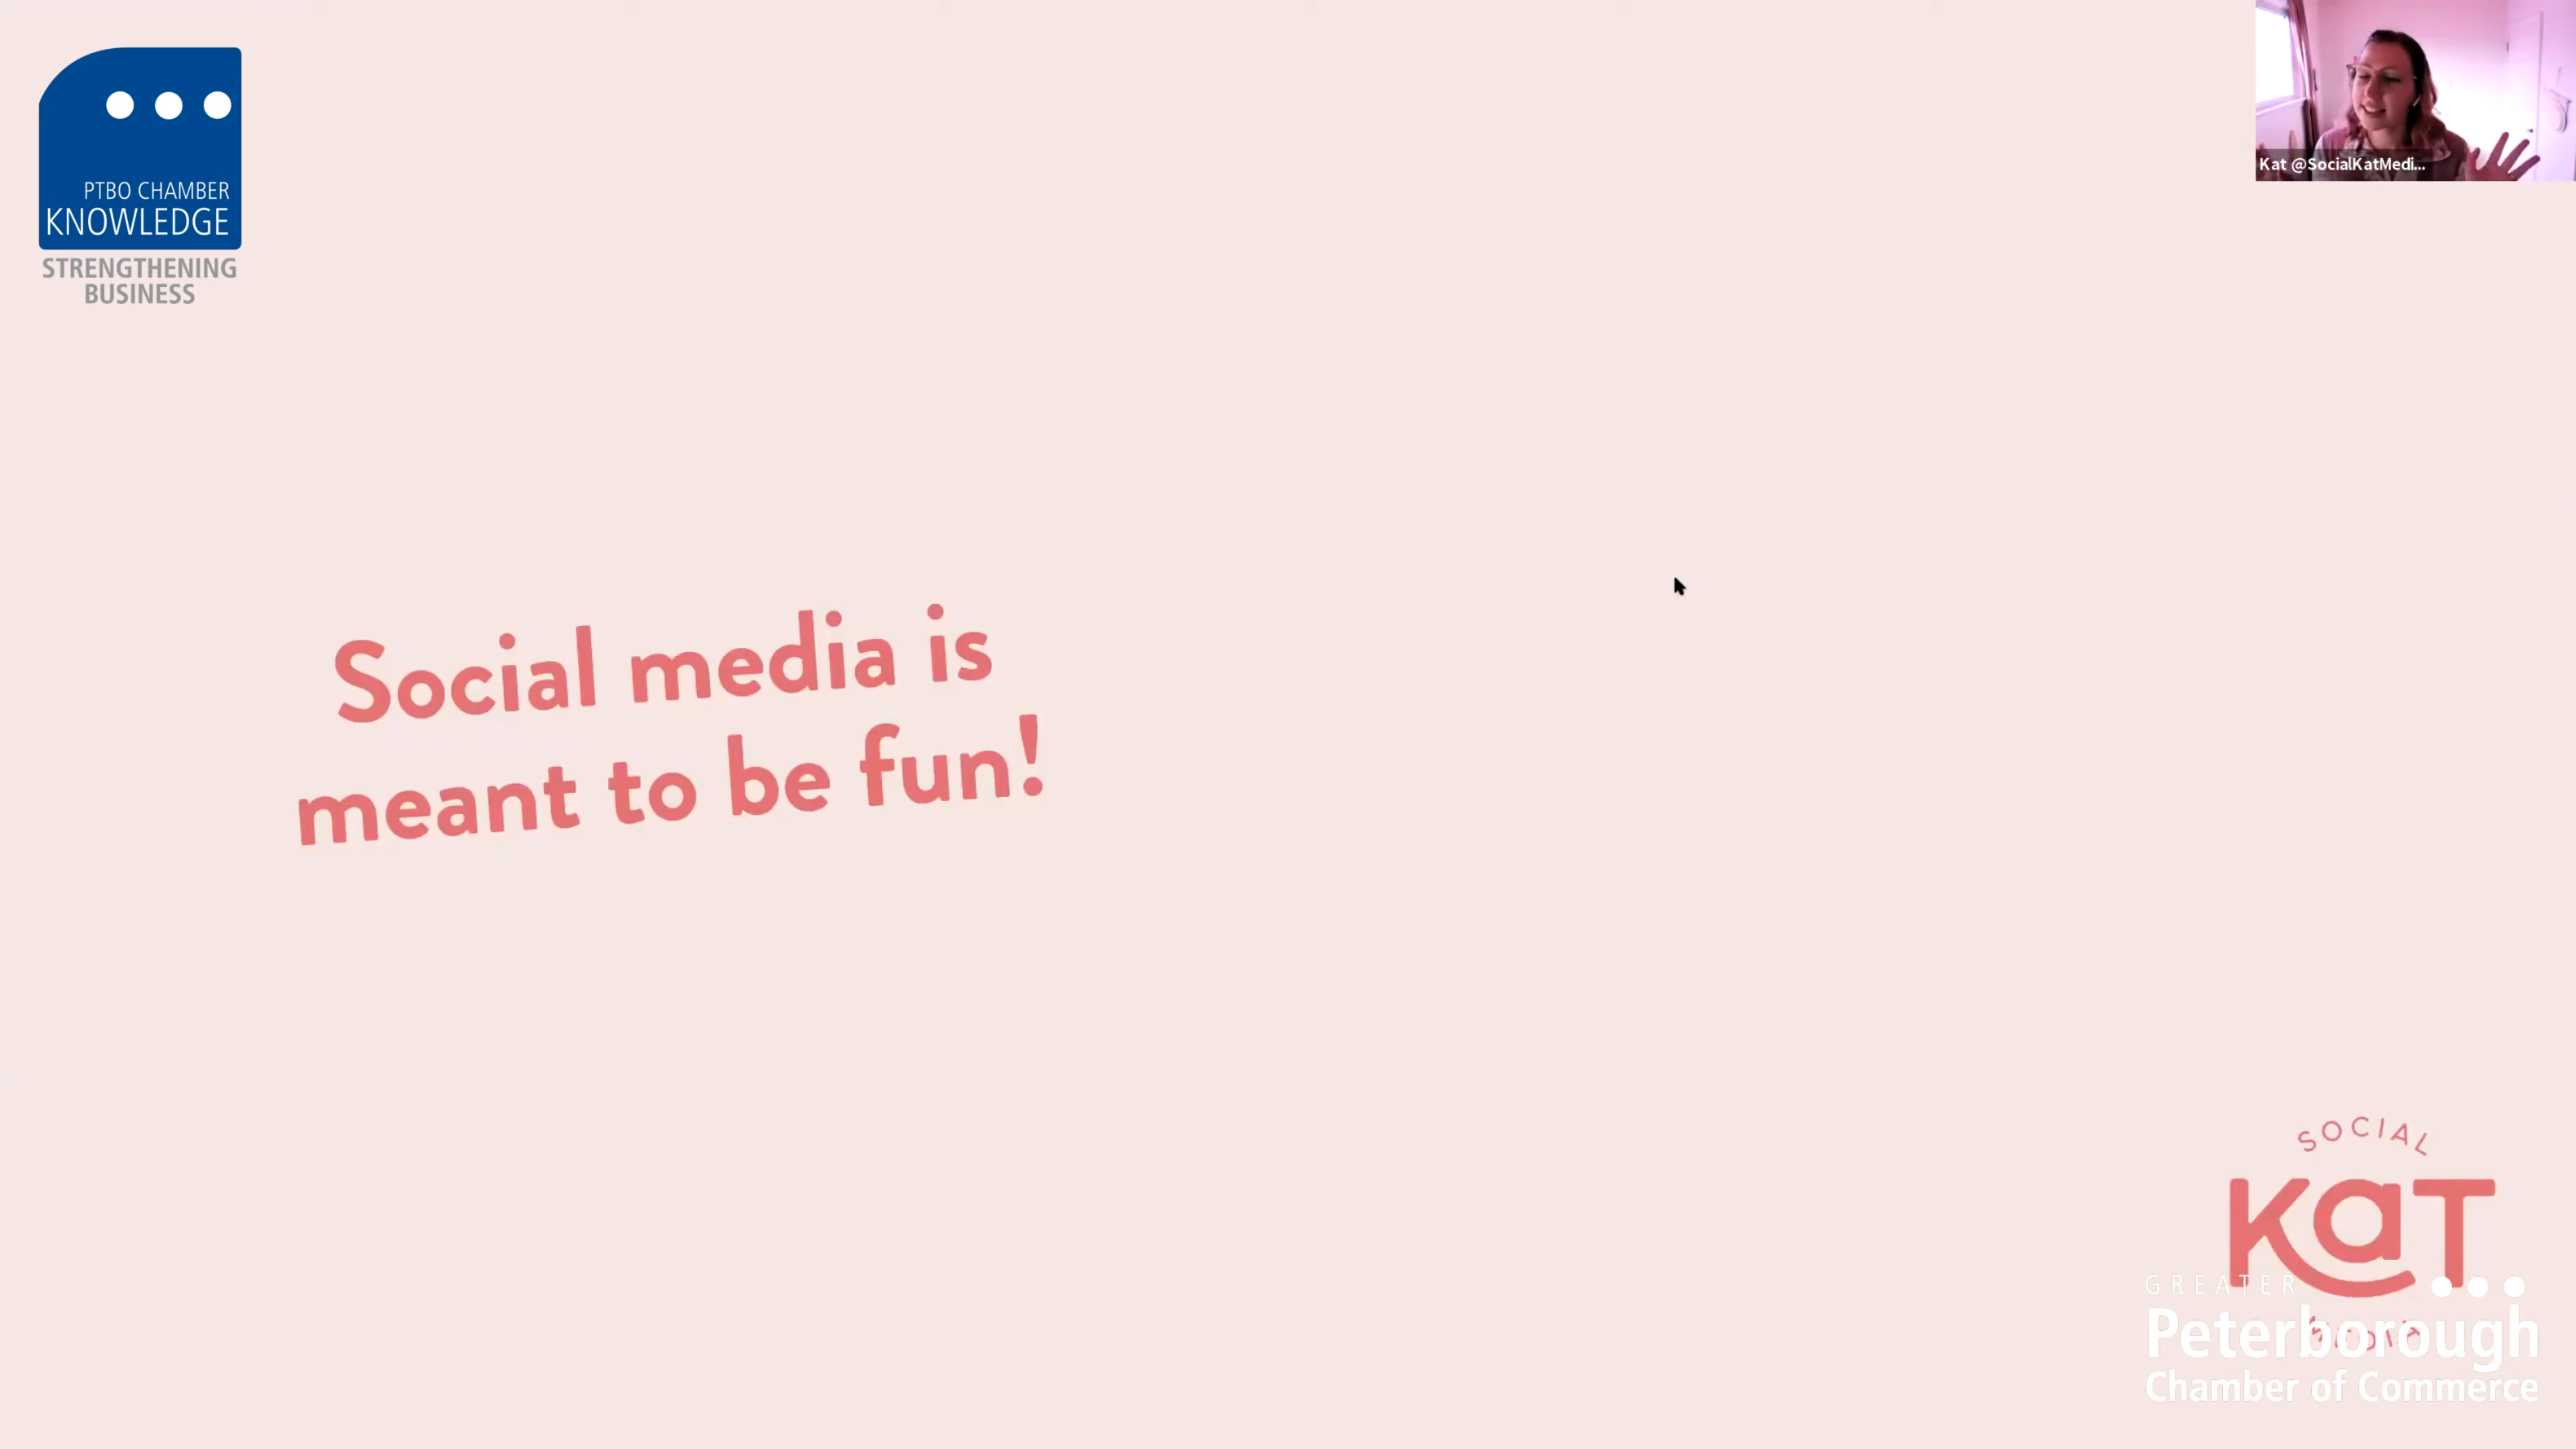 PTBO CHAMBER
KNOWLEDGE
STRENGTHENING
BUSINESS
Kat @SocialKatMedi...
Social media is
meant to be fun!
SOCIAL
KaT
MEDIA
GREATER
Peterborough
Chamber of Commerce